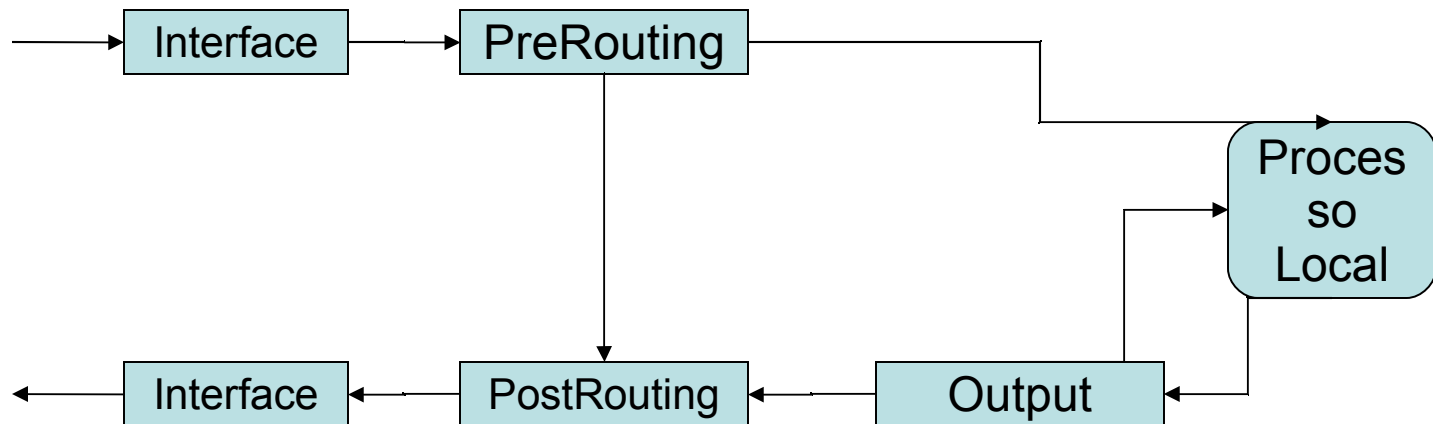 Interface
PreRouting
Proces
so
Local
Interface
PostRouting
Output